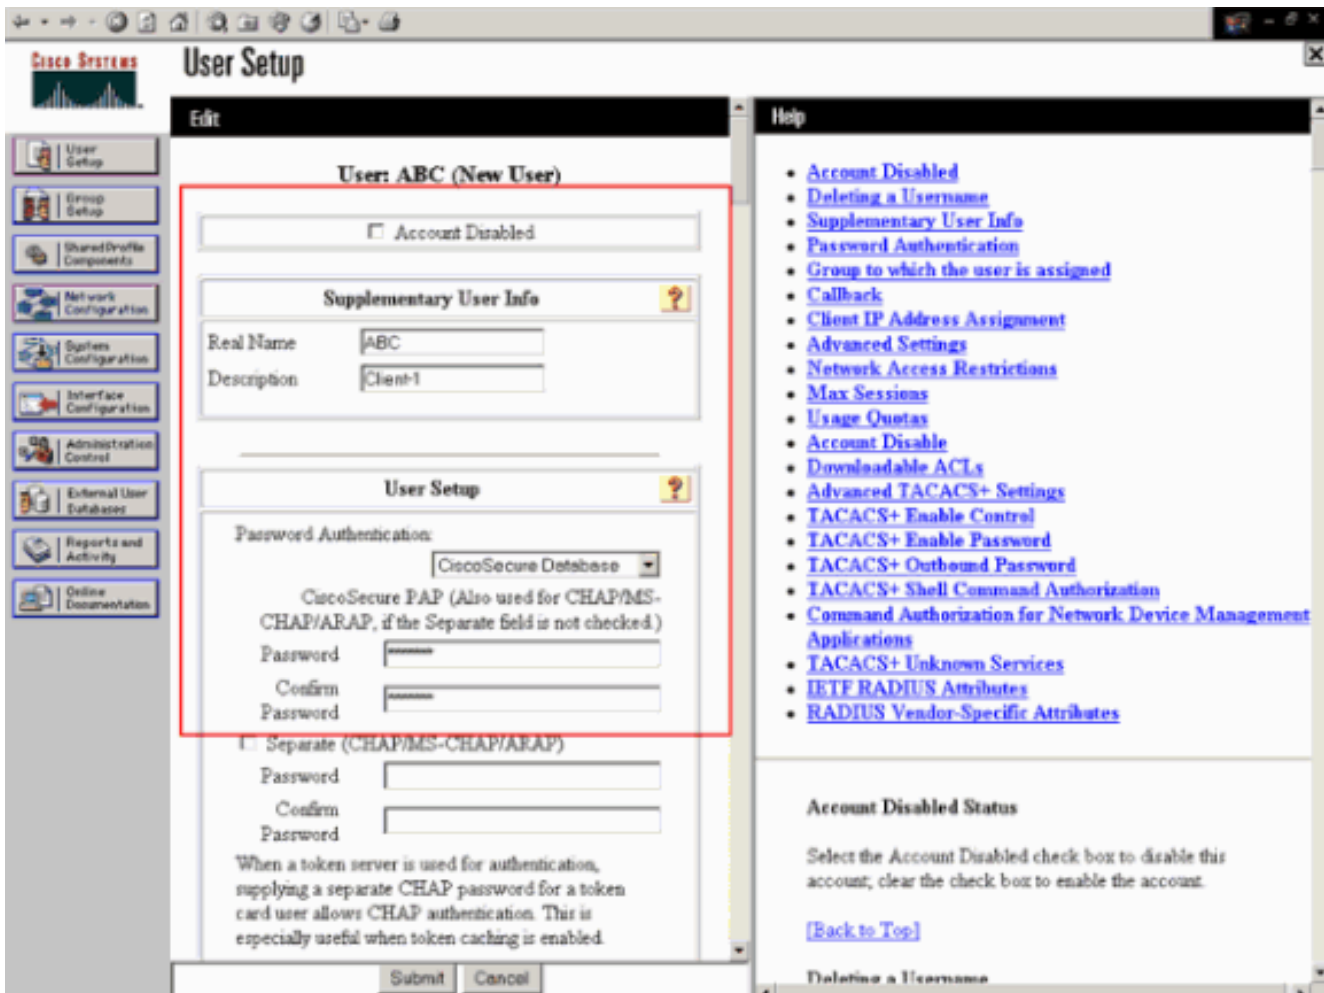 CISCO SYSTEMS
User Setup
User
Setup
Group
Setup
Shared Profile
Components
Network
Configuration
System
Configuration
Interface
Configuration
Administration
Control
External User
Databases
Reports and
Activity
Online
Documentation
Edit
User: ABC (New User)
Account Disabled
Supplementary User Info
Real Name
ABC
Description
Client-1
User Setup
Password Authentication:
CiscoSecure Database
CiscoSecure PAP (Also used for CHAP/MS-
CHAP/ARAP, if the Separate field is not checked.)
Password
Confirm
Password
Separate (CHAP/MS-CHAP/ARAP)
Password
Confirm
Password
When a token server is used for authentication,
supplying a separate CHAP password for a token
card user allows CHAP authentication. This is
especially useful when token caching is enabled.
Submit
Cancel
Help
Account Disabled
Deleting a Username
Supplementary User Info
Password Authentication
Group to which the user is assigned
Callback
Client IP Address Assignment
Advanced Settings
Network Access Restrictions
Max Sessions
Usage Quotas
Account Disable
Downloadable ACLs
Advanced TACACS+ Settings
TACACS+ Enable Control
TACACS+ Enable Password
TACACS+ Outbound Password
TACACS+ Shell Command Authorization
Command Authorization for Network Device Management
Applications
TACACS+ Unknown Services
IETF RADIUS Attributes
RADIUS Vendor-Specific Attributes
Account Disabled Status
Select the Account Disabled check box to disable this
account; clear the check box to enable the account.
[Back to Top]
Deleting a Username